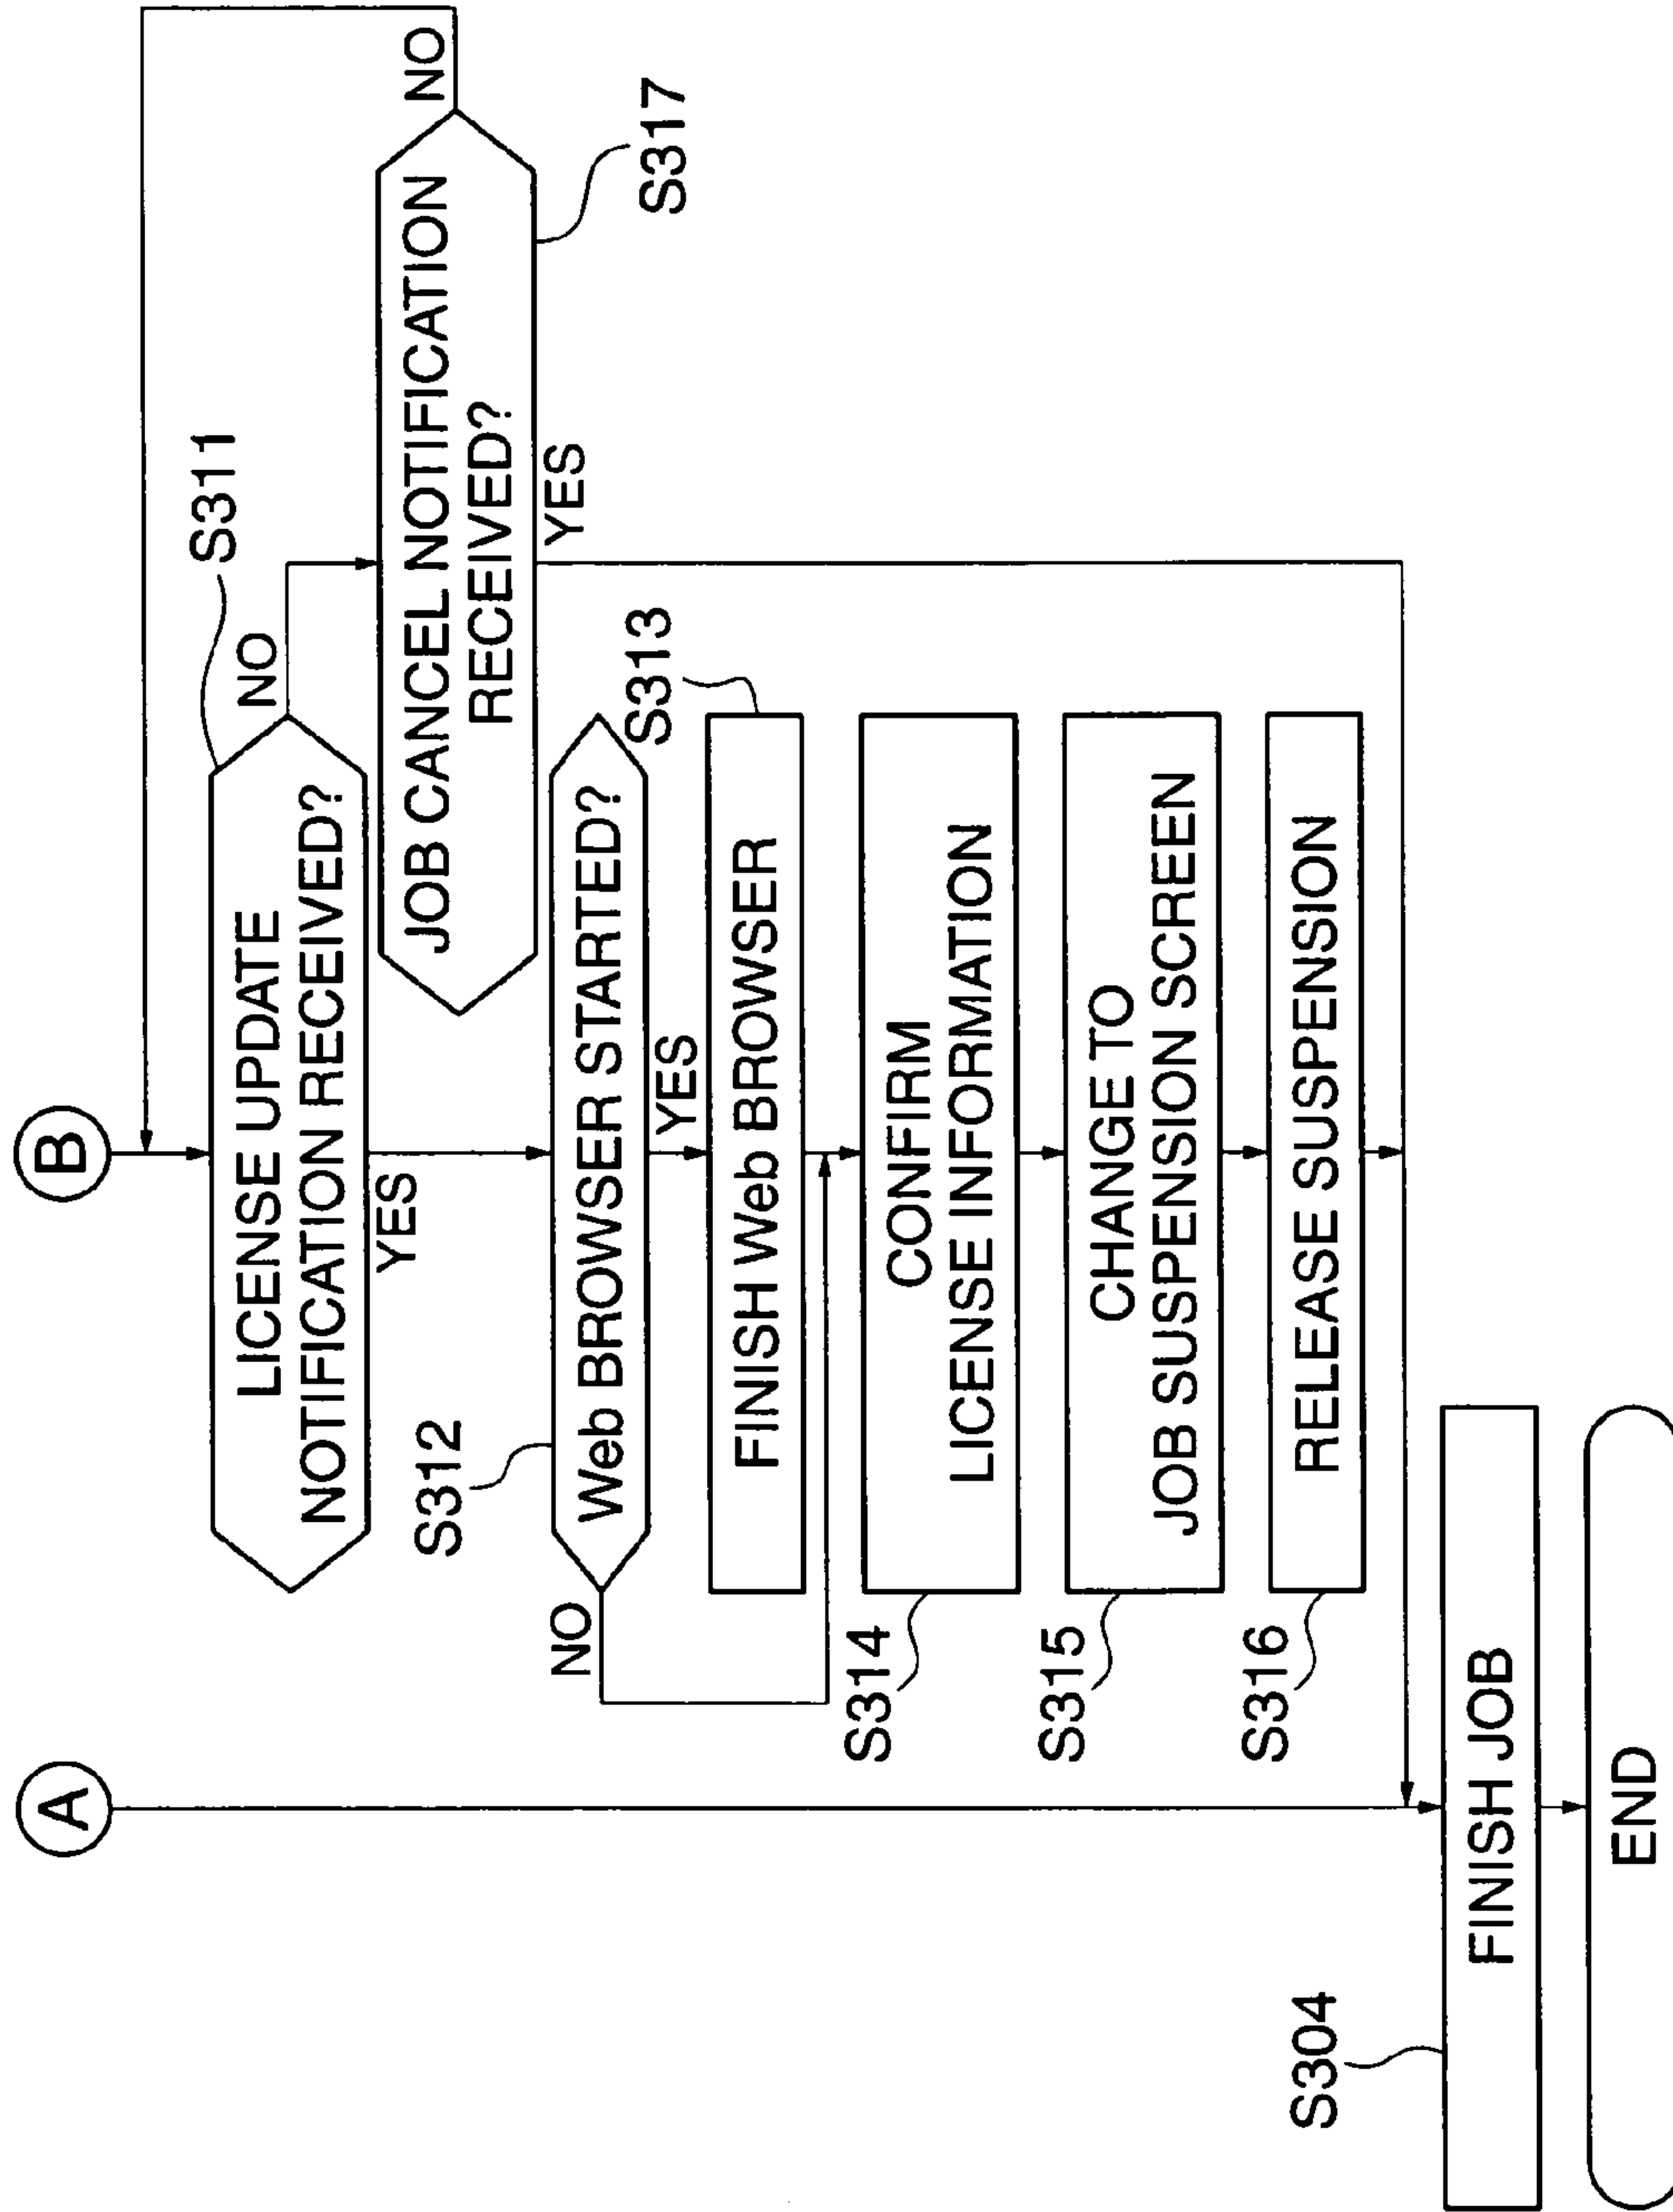 A
B
S311
LICENSE UPDATE
NOTIFICATION RECEIVED?
NO
YES
JOB CANCEL NOTIFICATION
RECEIVED?
NO
S317
YES
S312
Web BROWSER STARTED?
NO
YES
S313
FINISH Web BROWSER
S314
CONFIRM
LICENSE INFORMATION
S315
CHANGE TO
JOB SUSPENSION SCREEN
S316
RELEASE SUSPENSION
S304
FINISH JOB
END